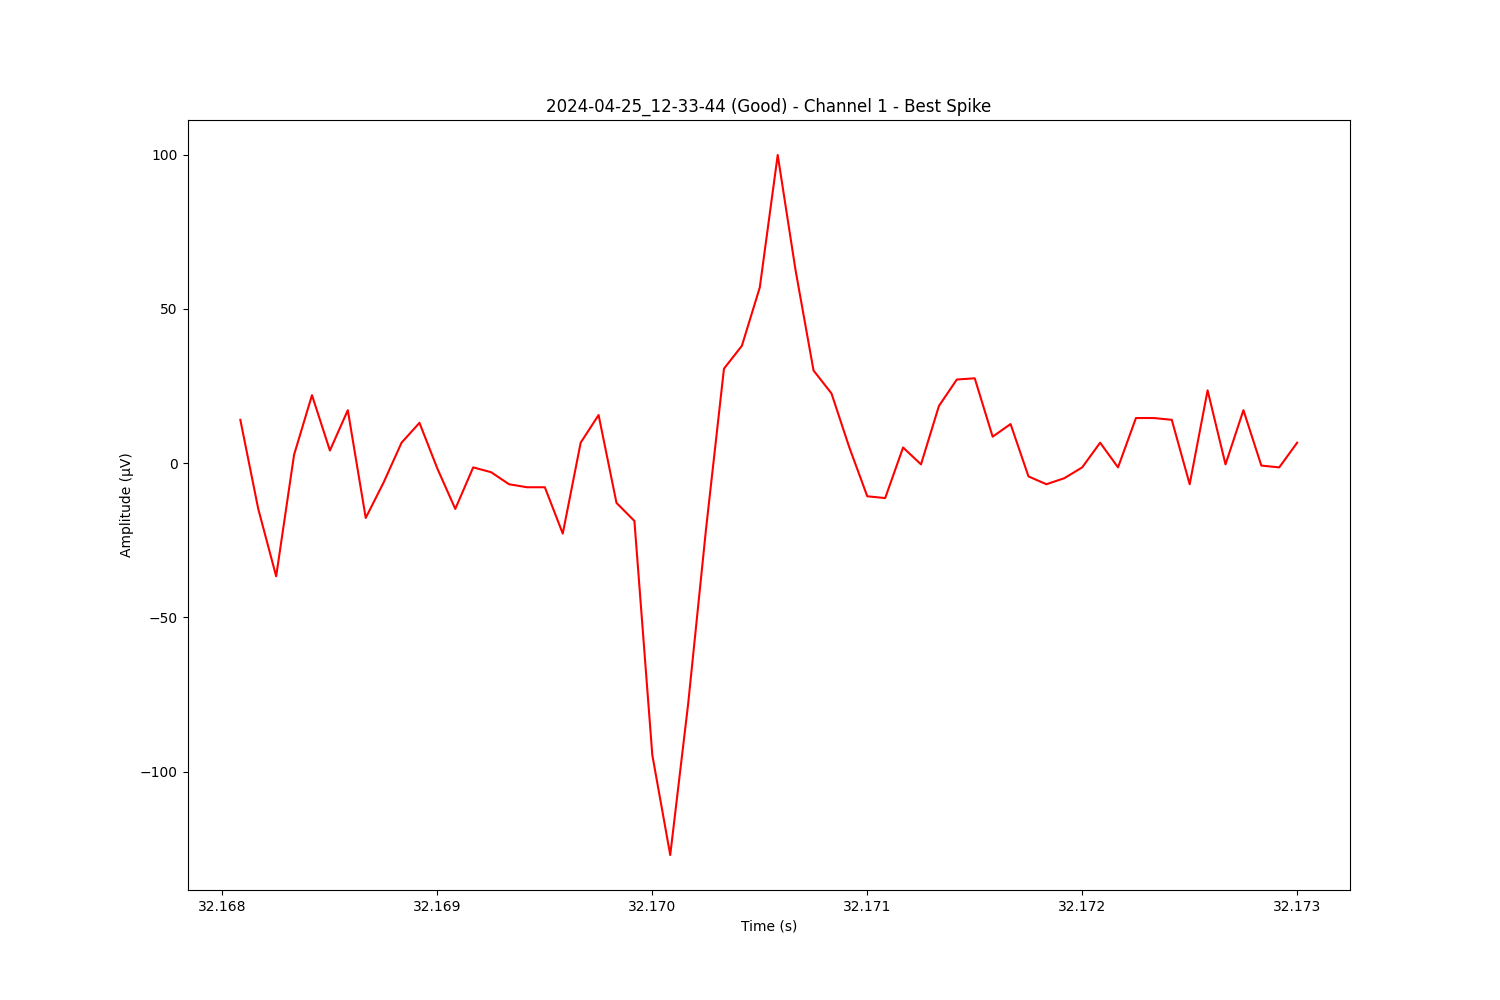 2024-04-25_12-33-44 (Good) - Channel 1 - Best Spike
100
50
0
−50
−100
Amplitude (µV)
32.168 32.169 32.170 32.171 32.172 32.173
Time (s)